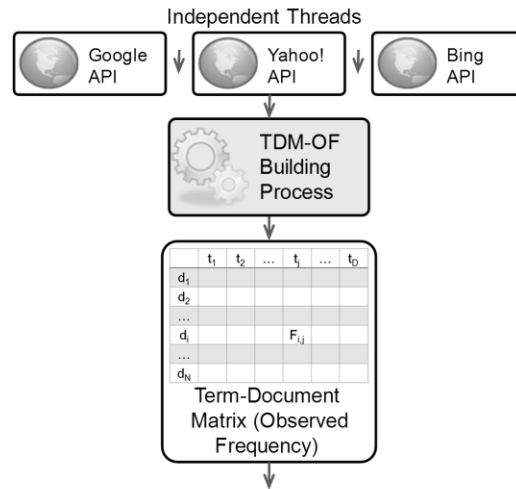 Independent Threads
Google
API
Yahoo!
API
Bing
API
TDM-OF
Building
Process
t1 t2 ... tj ... tD
d1
d2
...
di Fi,j
...
dN
Term-Document
Matrix (Observed
Frequency)